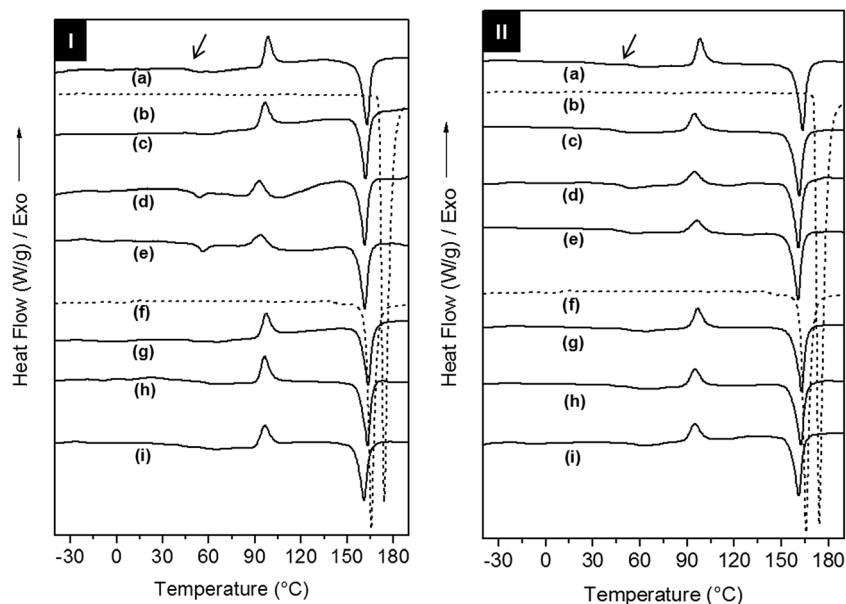 I
(a)
(b)
(c)
(d)
(e)
(f)
(g)
(h)
(i)
Heat Flow (W/g) / Exo
-30 0 30 60 90 120 150 180
Temperature (°C)
II
(a)
(b)
(c)
(d)
(e)
(f)
(g)
(h)
(i)
Heat Flow (W/g) / Exo
-30 0 30 60 90 120 150 180
Temperature (°C)